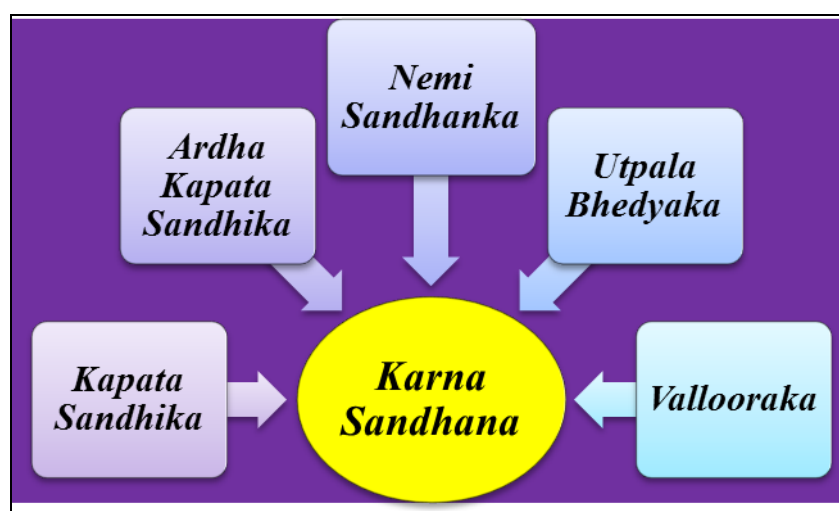 Nemi
Sandhanka
Ardha
Kapata
Sandhika
Utpala
Bhedyaka
Kapata
Sandhika
Karna
Sandhana
Vallooraka